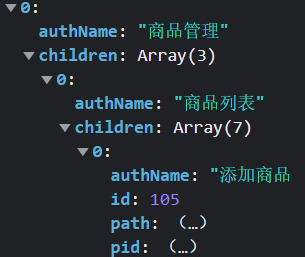 0:
authName: "商品管理"
children: Array(3)
0:
authName: "商品列表"
children: Array(7)
0:
authName: "添加商品
id: 105
path: (…)
pid: (…)